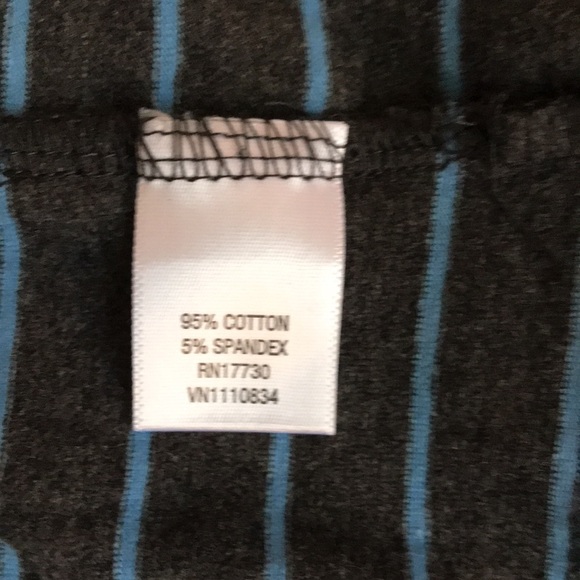 95% COTTON
5% SPANDEX
RN17730
VN1110834